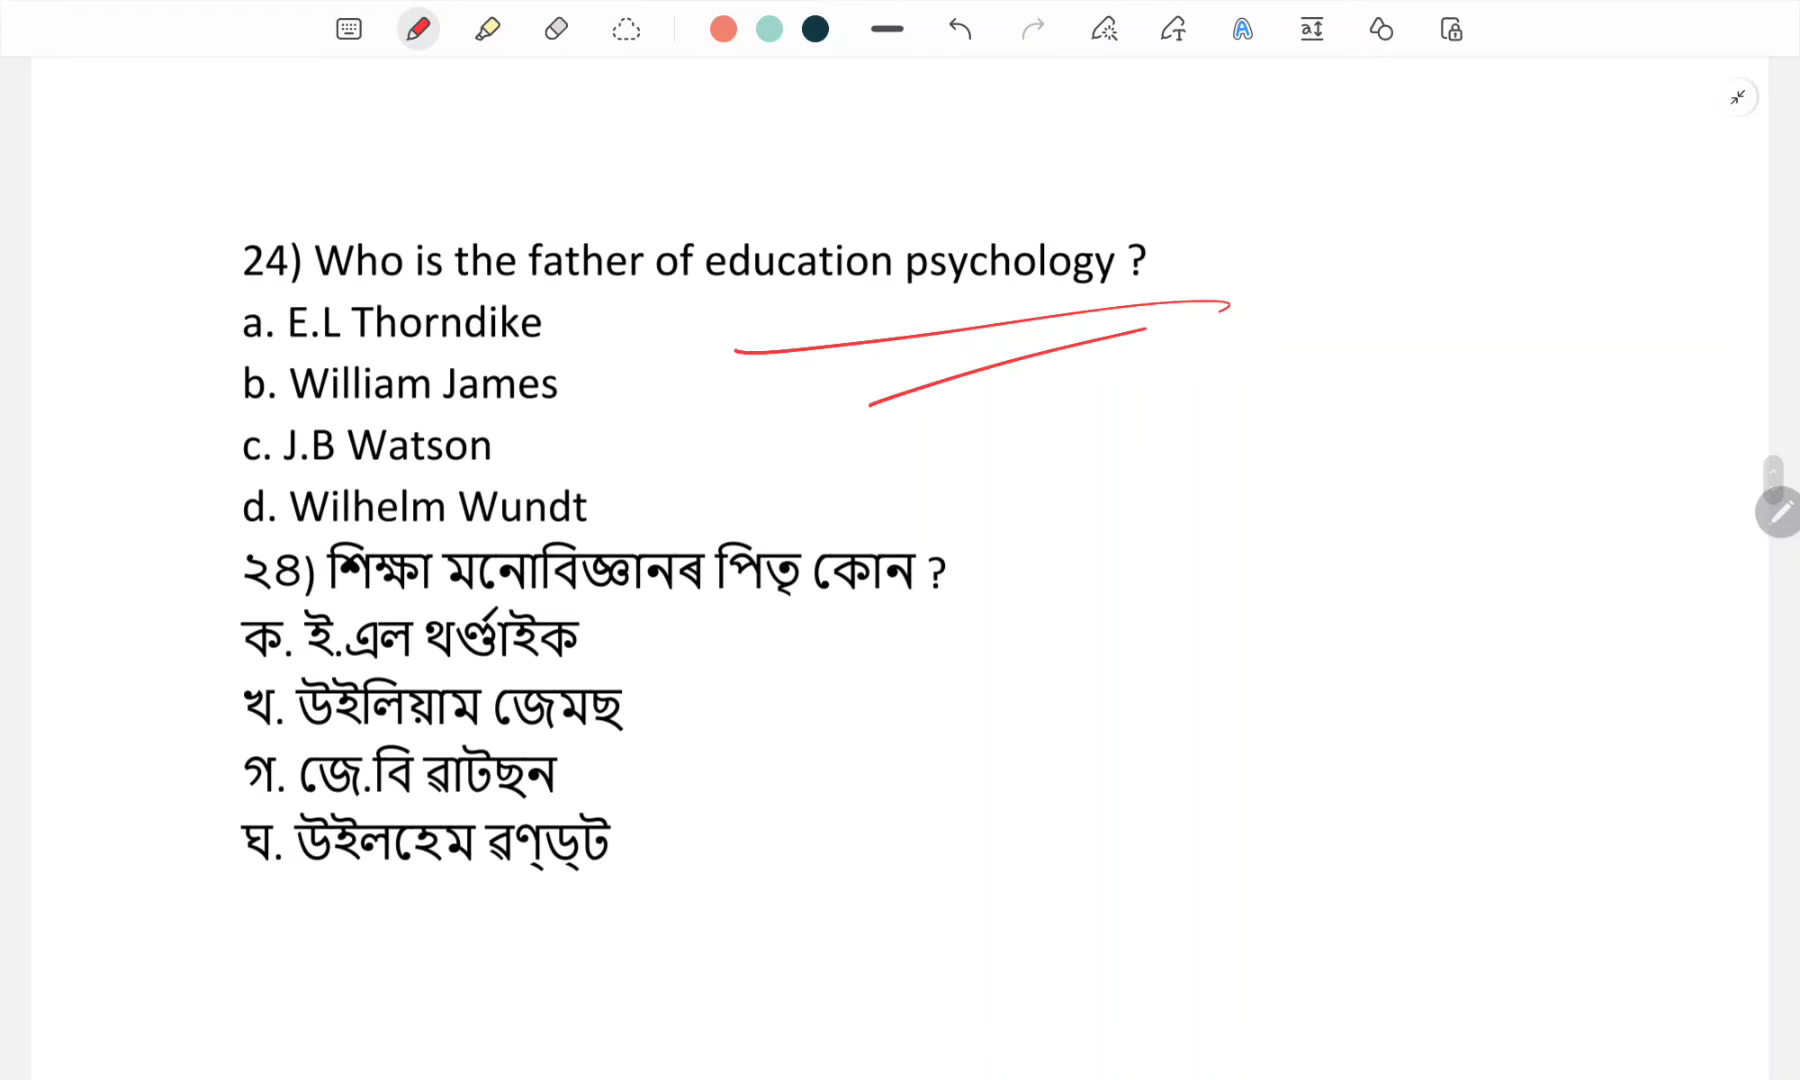 24) Who is the father of education psychology ?
a. E.L Thorndike
b. William James
c. J.B Watson
d. Wilhelm Wundt
২৪) শিক্ষা মনোবিজ্ঞানৰ পিতৃ কোন ?
ক. ই.এল থৰ্ণ্ডাইক
খ. উইলিয়াম জেমছ
গ. জে.বি ৱাটছন
ঘ. উইলহেম ৱণ্ড্ট